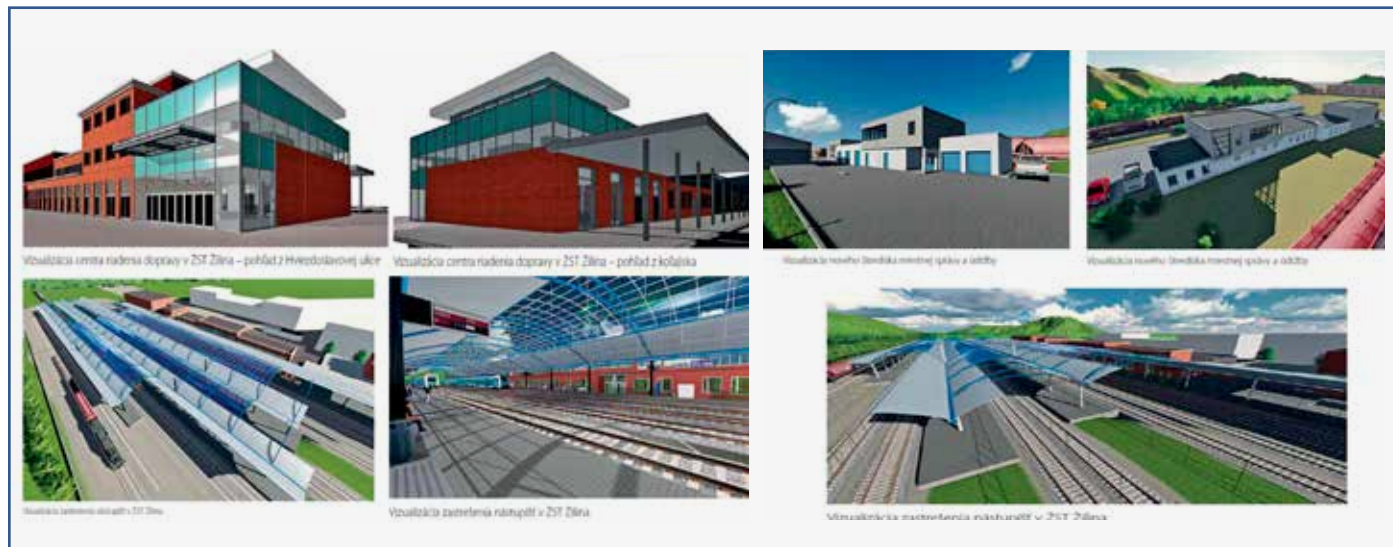 Vizualizácia centra riadenia dopravy v ŽST Žilina – pohľad z Hviezdoslavovej ulice
Vizualizácia centra riadenia dopravy v ŽST Žilina – pohľad z koľajiska
Vizualizácia nového Strediska miestnej správy a údržby
Vizualizácia nového Strediska miestnej správy a údržby
Vizualizácia zastrešenia nástupíšť v ŽST Žilina
Vizualizácia zastrešenia nástupíšť v ŽST Žilina
Vizualizácia zastrešenia nástupíšť v ŽST Žilina